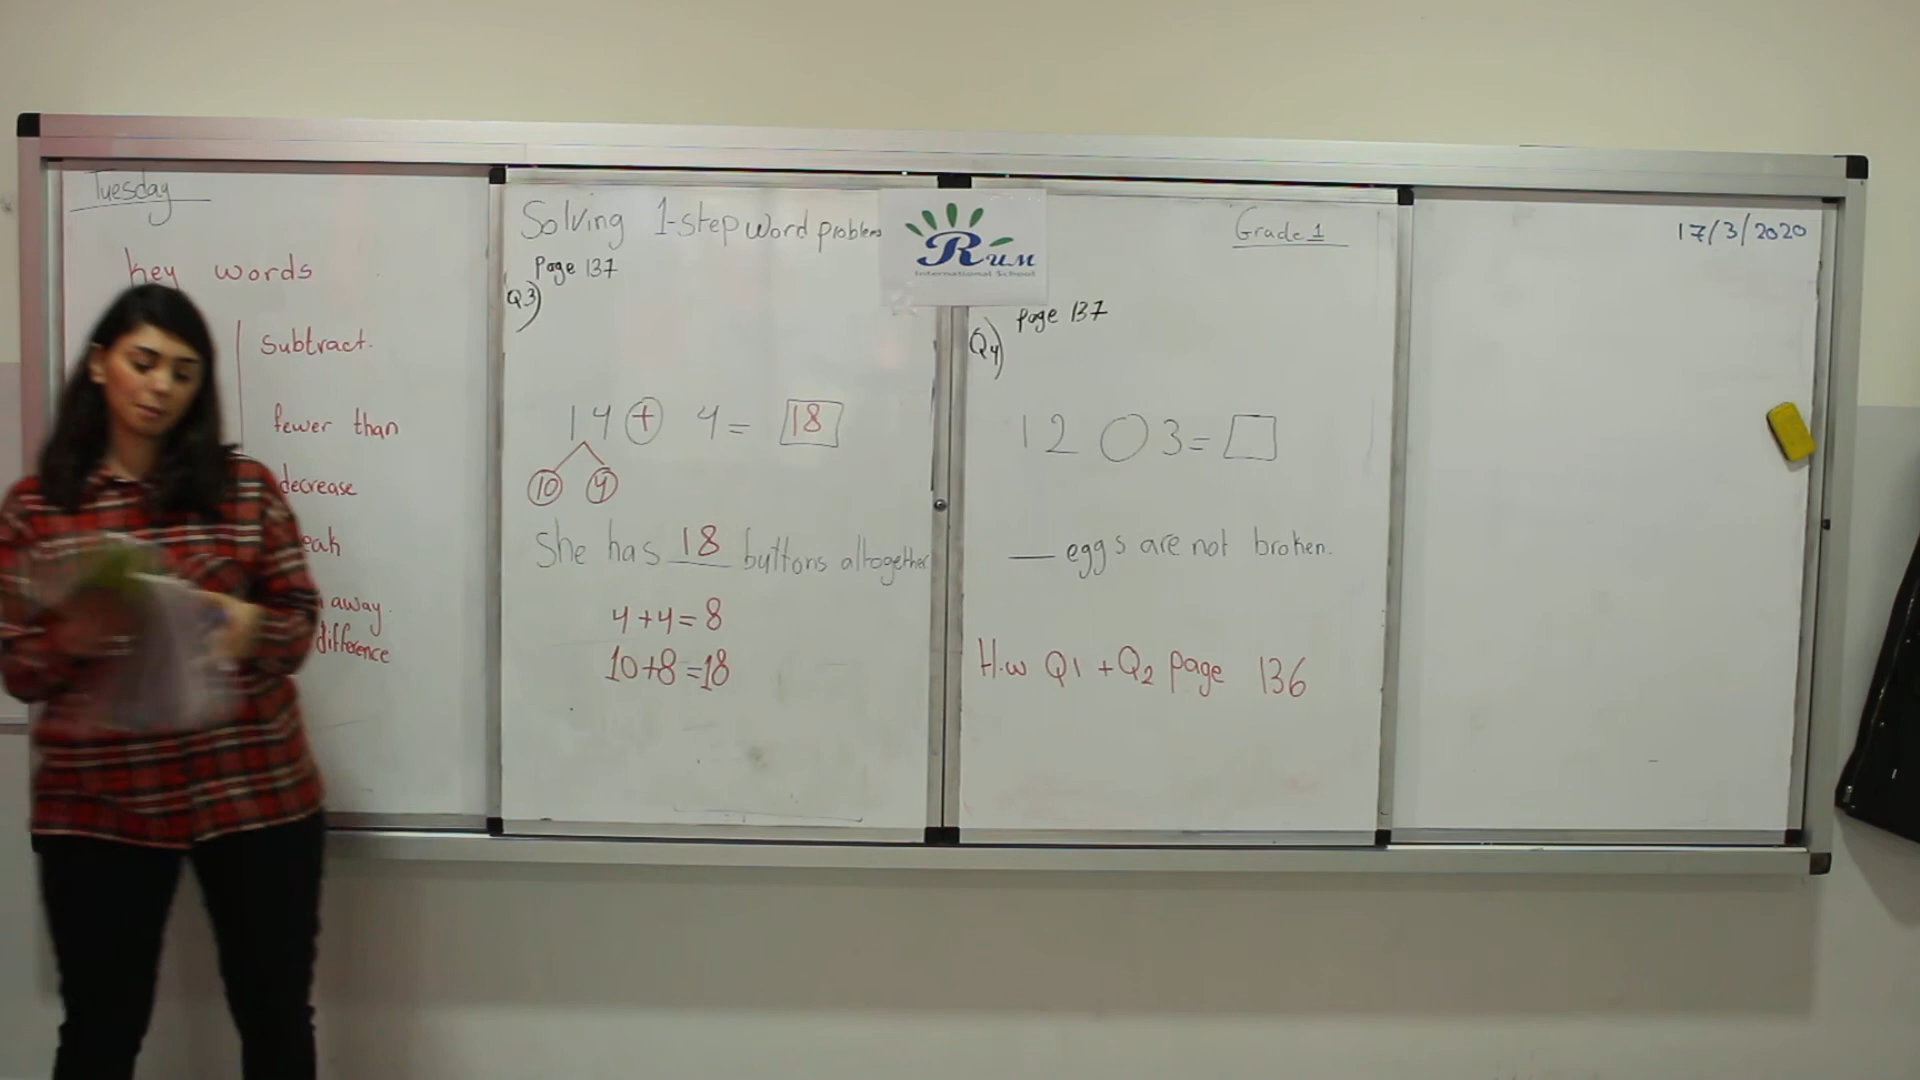 Tuesday
key words
subtract.
fewer than
decrease
away.
difference
Solving 1-step word problems
Page 137
Q3)
14 + 4 = 18
10 4
She has 18 buttons altogether
4+4=8
10+8=18
Rum
International School
Grade 1
Page 137
Q4)
12 ◯ 3 = □
__ eggs are not broken.
H.w Q1 + Q2 page 136
17/3/2020